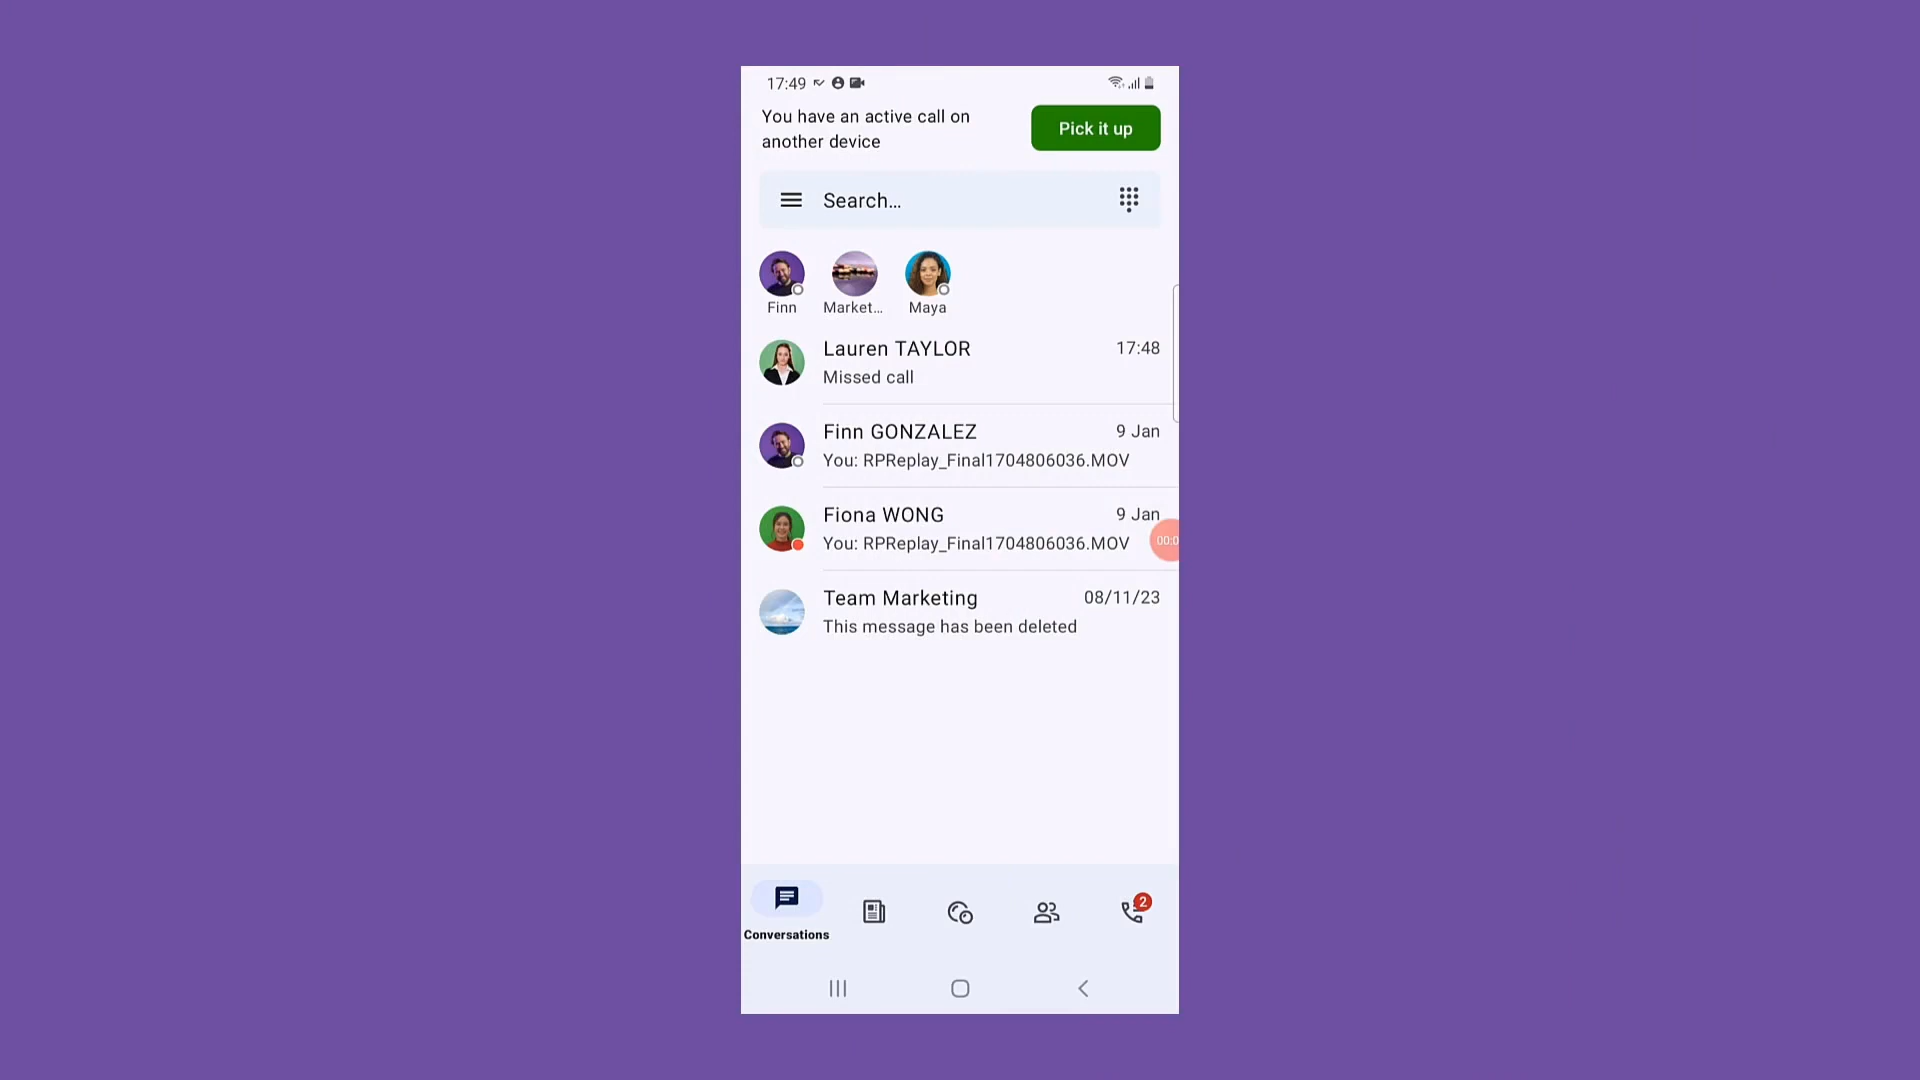 17:49
You have an active call on
another device
Pick it up
Search...
Finn
Market...
Maya
Lauren TAYLOR
17:48
Missed call
Finn GONZALEZ
9 Jan
You: RPReplay_Final1704806036.MOV
Fiona WONG
9 Jan
You: RPReplay_Final1704806036.MOV
00:0
Team Marketing
08/11/23
This message has been deleted
2
Conversations